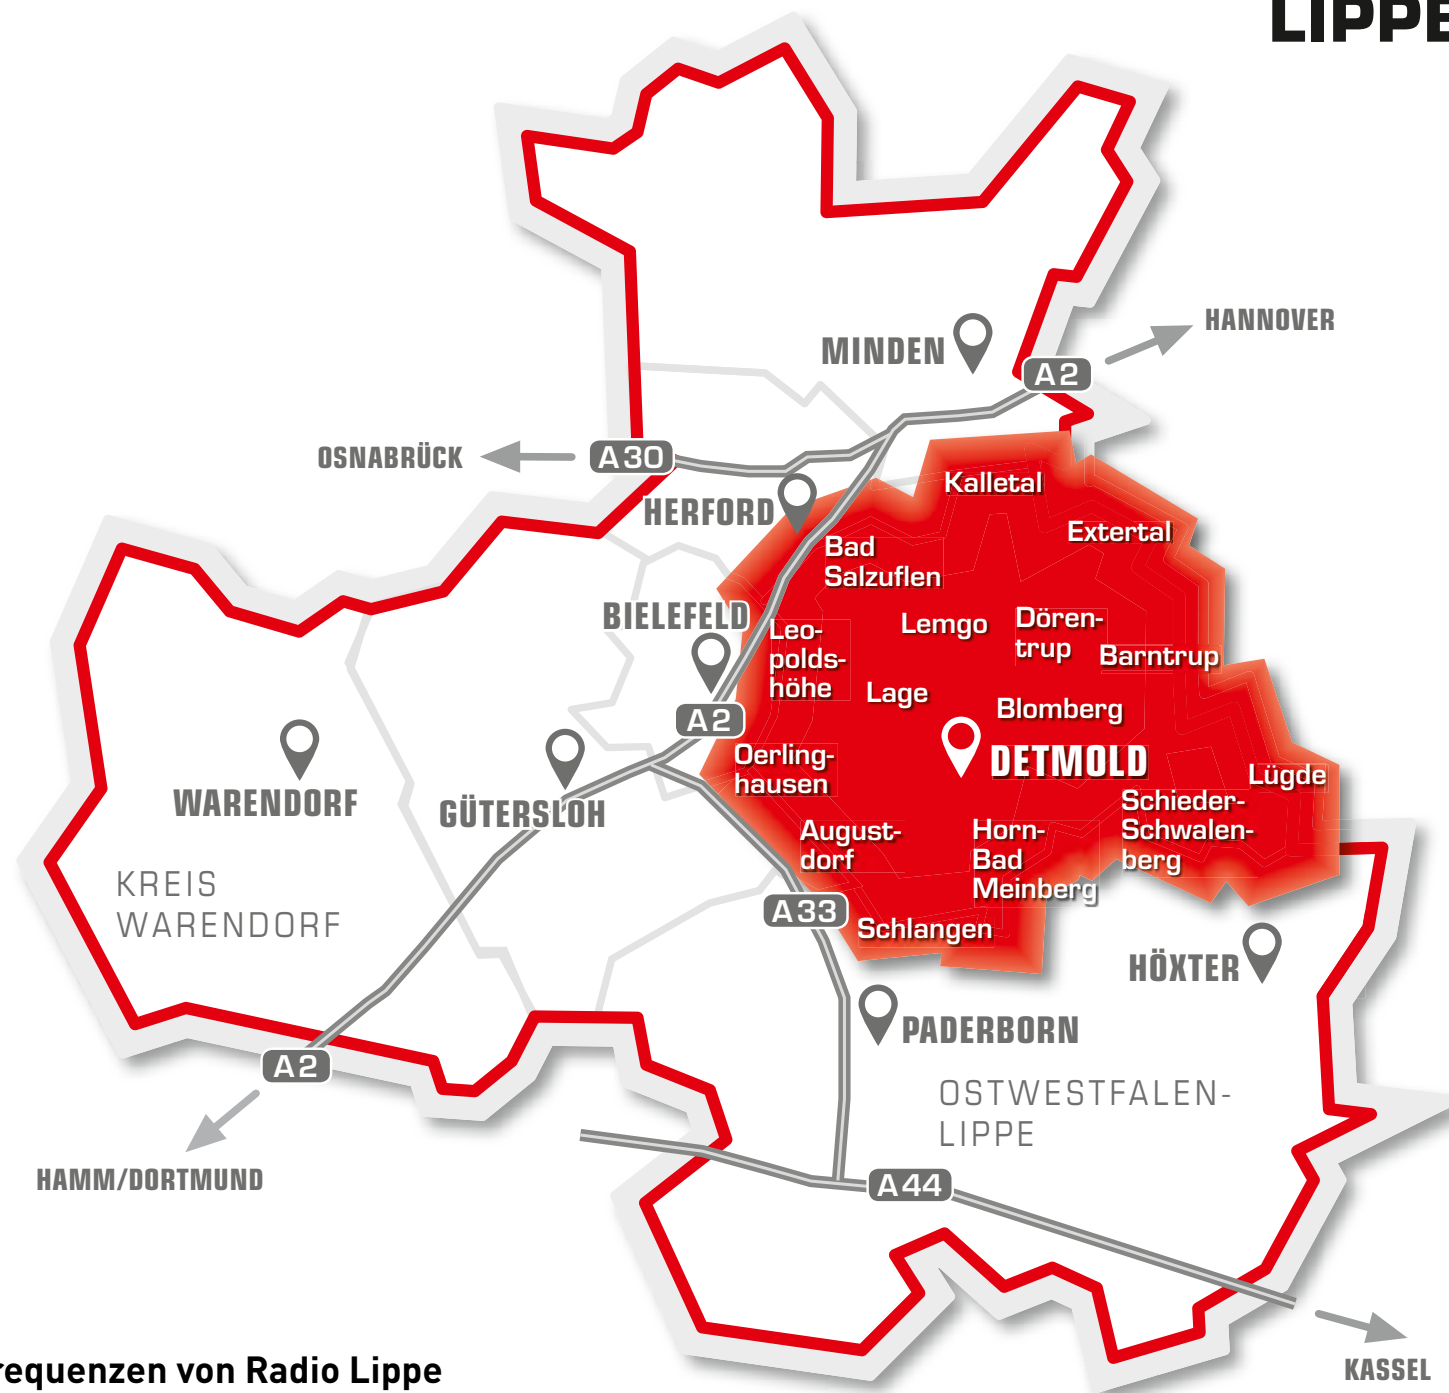 LIPPE
HANNOVER
MINDEN
A2
OSNABRÜCK
A30
Kalletal
HERFORD
Extertal
Bad
Salzuflen
BIELEFELD
Leo-
polds-
höhe
Lemgo
Dören-
trup
Barntrup
Lage
Blomberg
A2
DETMOLD
Oerling-
hausen
Lügde
WARENDORF
GÜTERSLOH
Schieder-
Schwalen-
berg
August-
dorf
Horn-
Bad
Meinberg
KREIS
WARENDORF
A33
Schlangen
HÖXTER
PADERBORN
A2
OSTWESTFALEN-
LIPPE
HAMM/DORTMUND
A44
KASSEL
requenzen von Radio Lippe